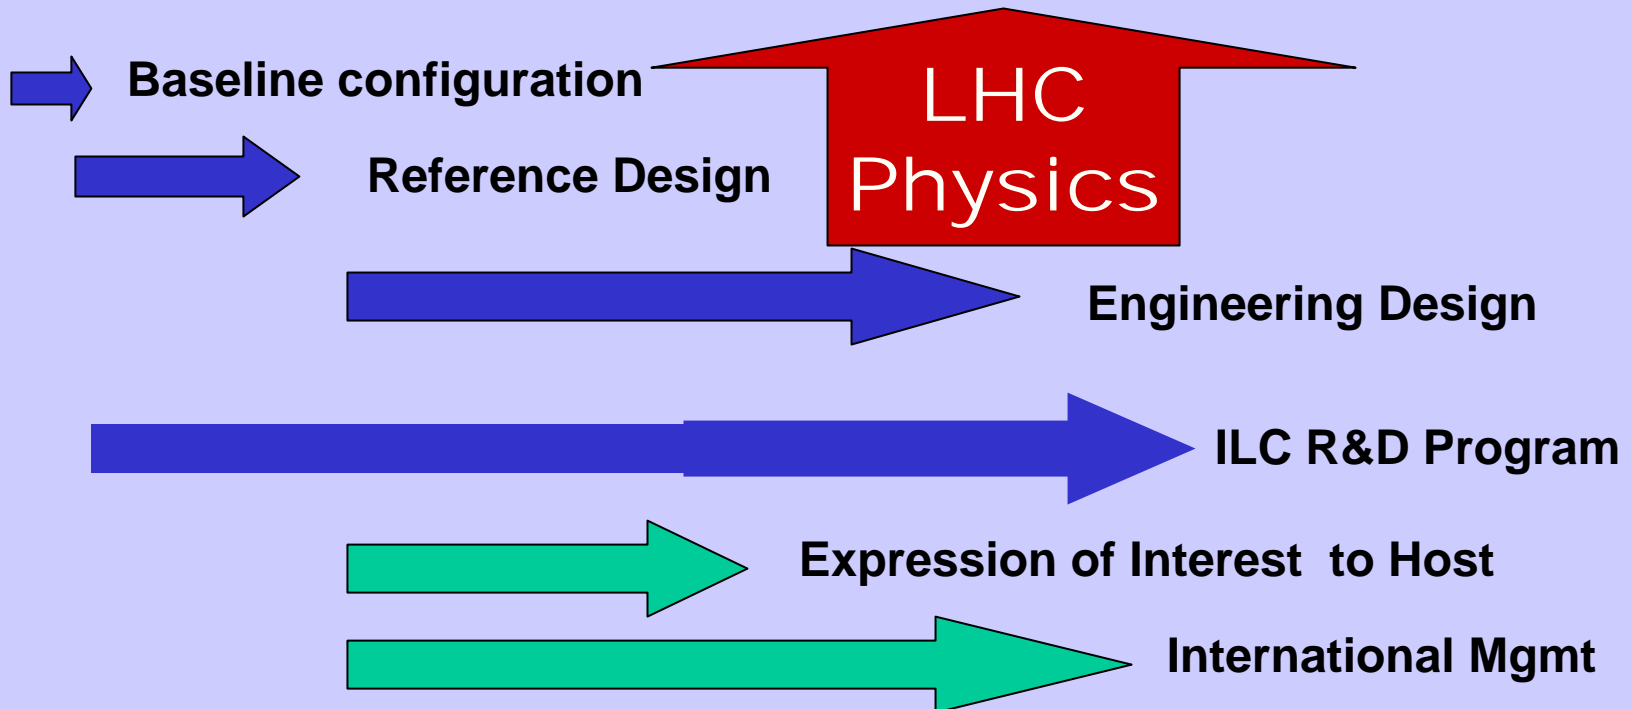 Baseline configuration
LHC
Physics
Reference Design
Engineering Design
ILC R&D Program
Expression of Interest to Host
International Mgmt